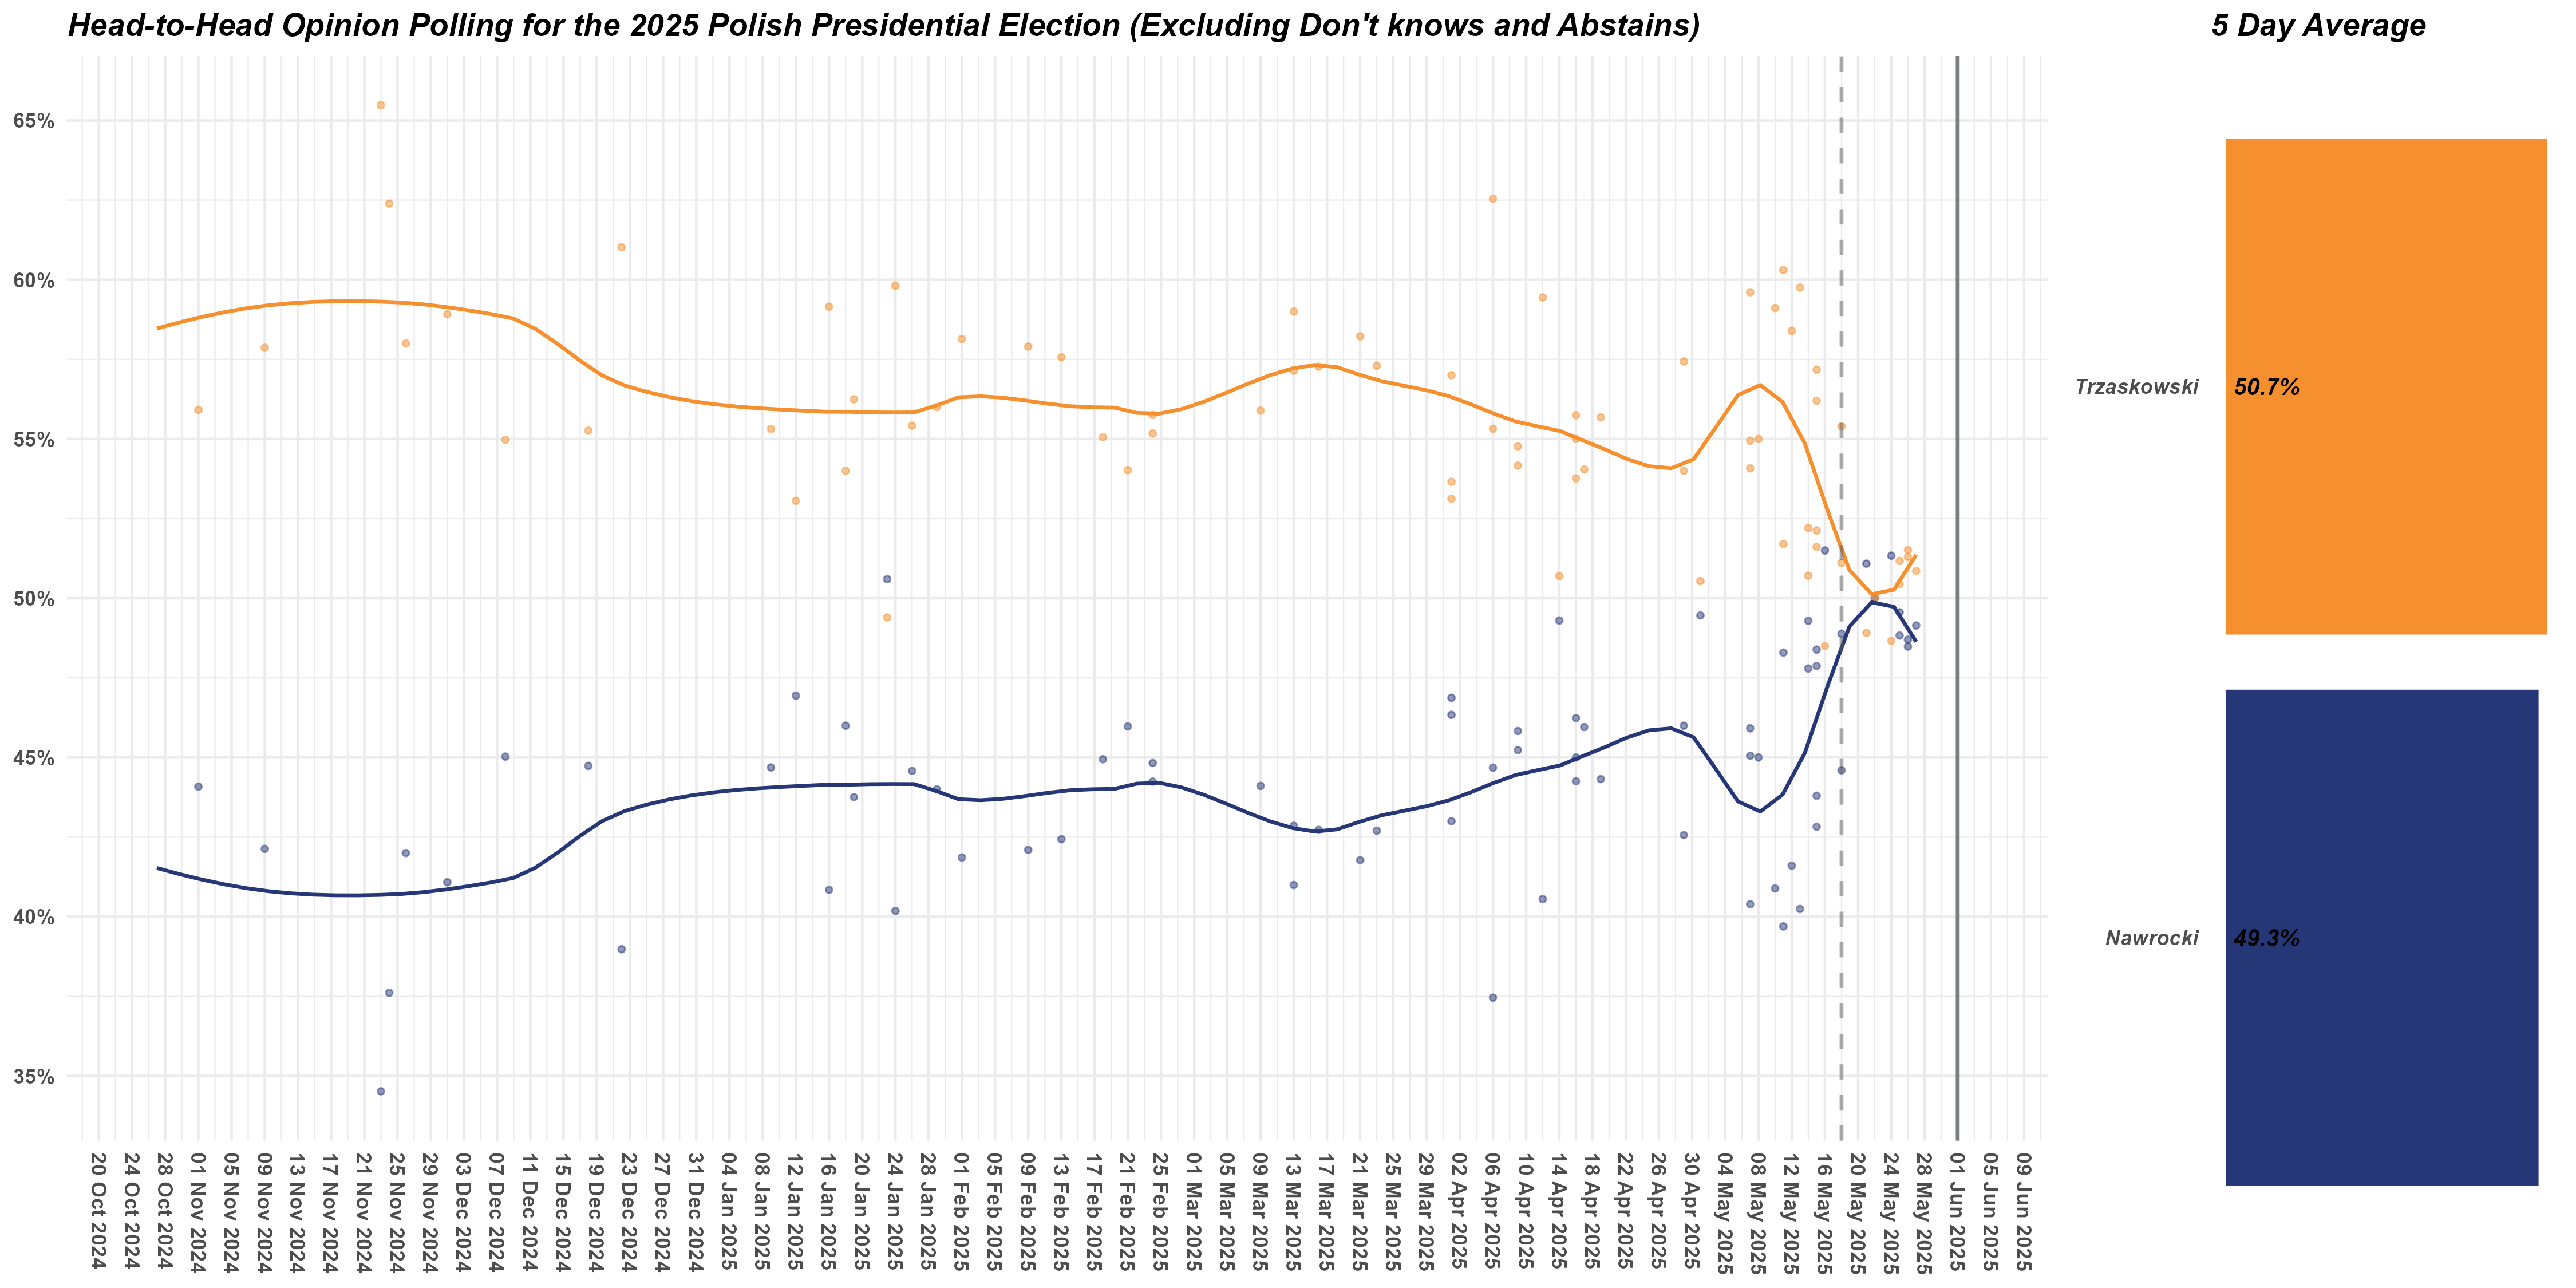 Head-to-Head Opinion Polling for the 2025 Polish Presidential Election (Excluding Don't knows and Abstains)
5 Day Average
65%
60%
55%
50%
45%
40%
35%
20 Oct 2024
24 Oct 2024
28 Oct 2024
01 Nov 2024
05 Nov 2024
09 Nov 2024
13 Nov 2024
17 Nov 2024
21 Nov 2024
25 Nov 2024
29 Nov 2024
03 Dec 2024
07 Dec 2024
11 Dec 2024
15 Dec 2024
19 Dec 2024
23 Dec 2024
27 Dec 2024
31 Dec 2024
04 Jan 2025
08 Jan 2025
12 Jan 2025
16 Jan 2025
20 Jan 2025
24 Jan 2025
28 Jan 2025
01 Feb 2025
05 Feb 2025
09 Feb 2025
13 Feb 2025
17 Feb 2025
21 Feb 2025
25 Feb 2025
01 Mar 2025
05 Mar 2025
09 Mar 2025
13 Mar 2025
17 Mar 2025
21 Mar 2025
25 Mar 2025
29 Mar 2025
02 Apr 2025
06 Apr 2025
10 Apr 2025
14 Apr 2025
18 Apr 2025
22 Apr 2025
26 Apr 2025
30 Apr 2025
04 May 2025
08 May 2025
12 May 2025
16 May 2025
20 May 2025
24 May 2025
28 May 2025
01 Jun 2025
05 Jun 2025
09 Jun 2025
Trzaskowski
50.7%
Nawrocki
49.3%